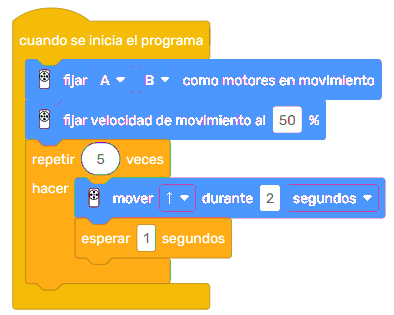 cuando se inicia el programa
fijar A B como motores en movimiento
fijar velocidad de movimiento al 50 %
repetir 5 veces
hacer mover ↑ durante 2 segundos
esperar 1 segundos